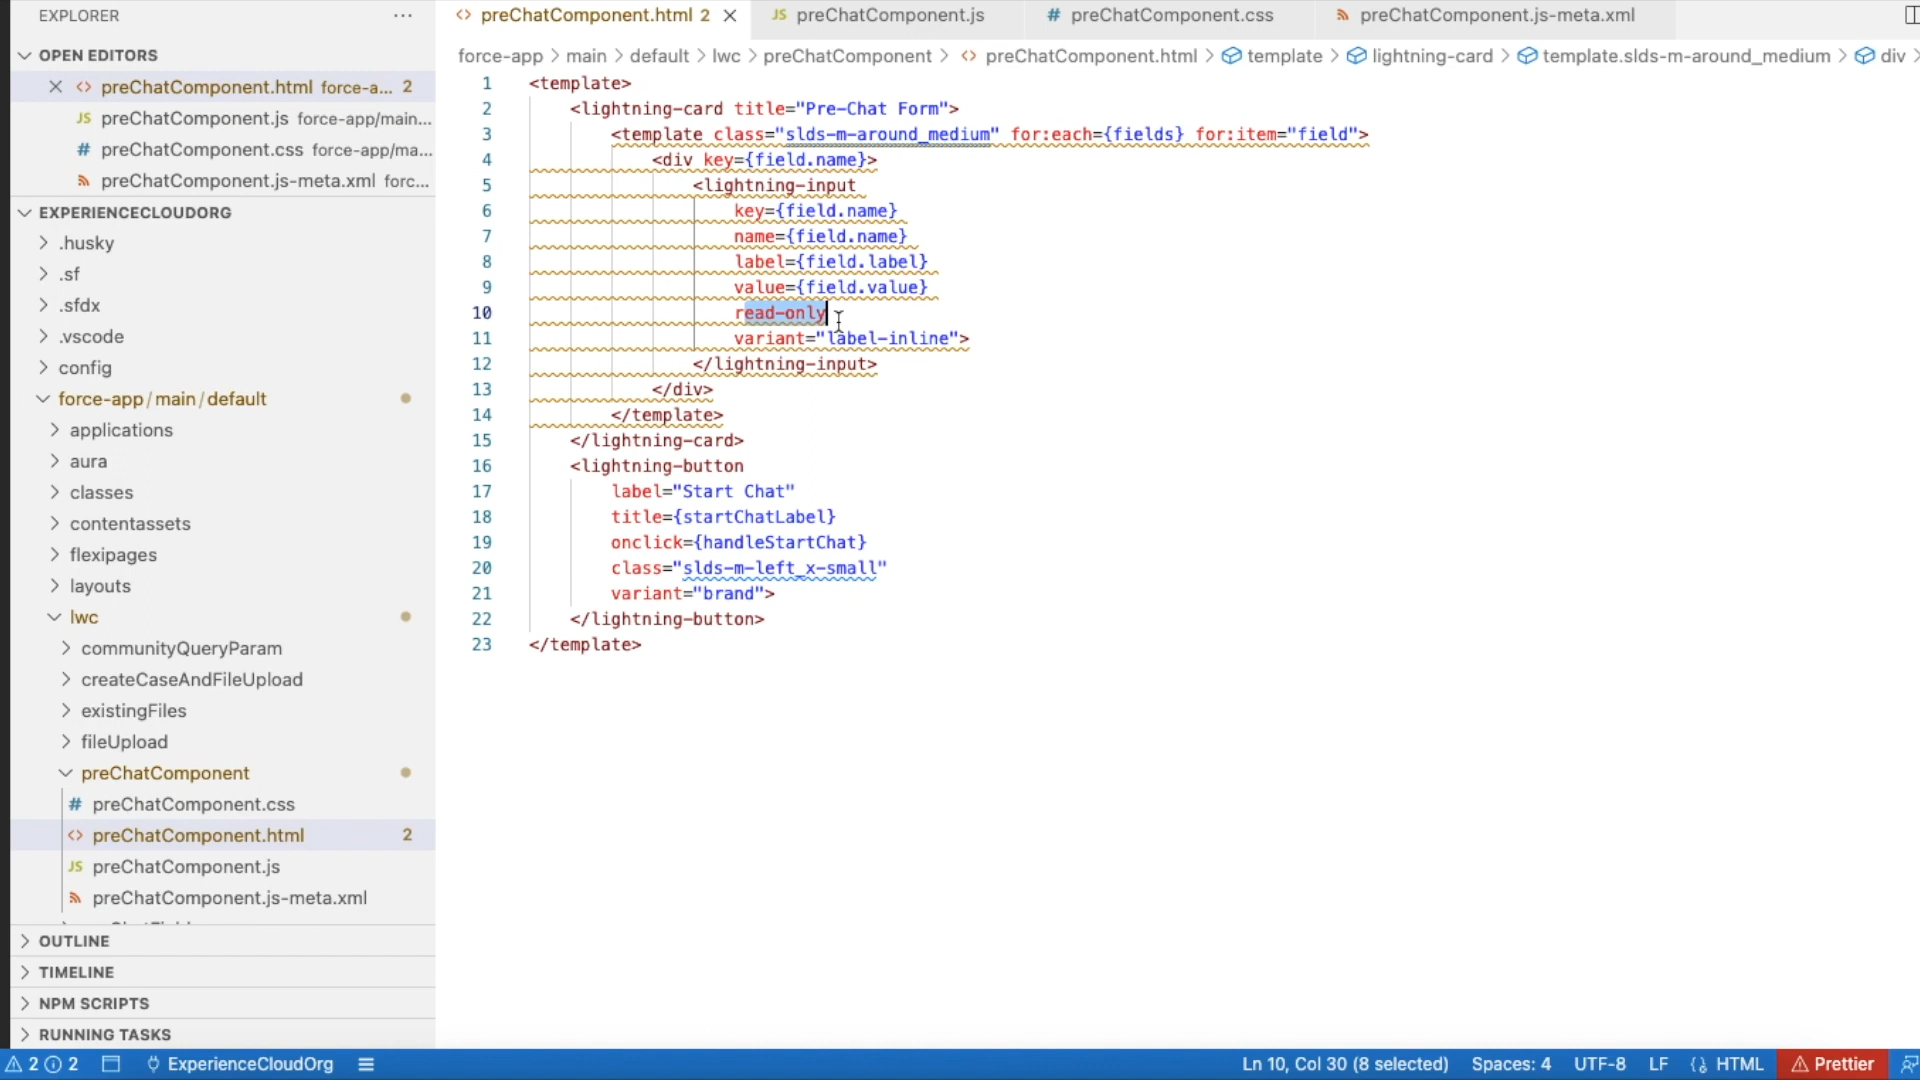 EXPLORER ...
OPEN EDITORS
preChatComponent.html force-a... 2
JS preChatComponent.js force-app/main...
# preChatComponent.css force-app/ma...
preChatComponent.js-meta.xml forc...
EXPERIENCECLOUDORG
.husky
.sf
.sfdx
.vscode
config
force-app/main/default
applications
aura
classes
contentassets
flexipages
layouts
lwc
communityQueryParam
createCaseAndFileUpload
existingFiles
fileUpload
preChatComponent
# preChatComponent.css
<> preChatComponent.html 2
JS preChatComponent.js
preChatComponent.js-meta.xml
OUTLINE
TIMELINE
NPM SCRIPTS
RUNNING TASKS
<> preChatComponent.html 2 JS preChatComponent.js # preChatComponent.css preChatComponent.js-meta.xml
force-app > main > default > lwc > preChatComponent > <> preChatComponent.html > template > lightning-card > template.slds-m-around_medium > div >
1 <template>
2 <lightning-card title="Pre-Chat Form">
3 <template class="slds-m-around_medium" for:each={fields} for:item="field">
4 <div key={field.name}>
5 <lightning-input
6 key={field.name}
7 name={field.name}
8 label={field.label}
9 value={field.value}
10 read-only
11 variant="label-inline">
12 </lightning-input>
13 </div>
14 </template>
15 </lightning-card>
16 <lightning-button
17 label="Start Chat"
18 title={startChatLabel}
19 onclick={handleStartChat}
20 class="slds-m-left_x-small"
21 variant="brand">
22 </lightning-button>
23 </template>
2 2 ExperienceCloudOrg Ln 10, Col 30 (8 selected) Spaces: 4 UTF-8 LF {} HTML Prettier